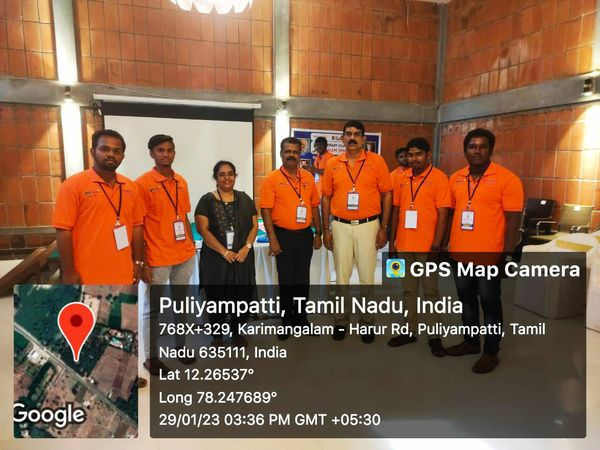 GPS Map Camera
Puliyampatti, Tamil Nadu, India
768X+329, Karimangalam - Harur Rd, Puliyampatti, Tamil
Nadu 635111, India
Lat 12.26537°
Long 78.247689°
29/01/23 03:36 PM GMT +05:30
Google